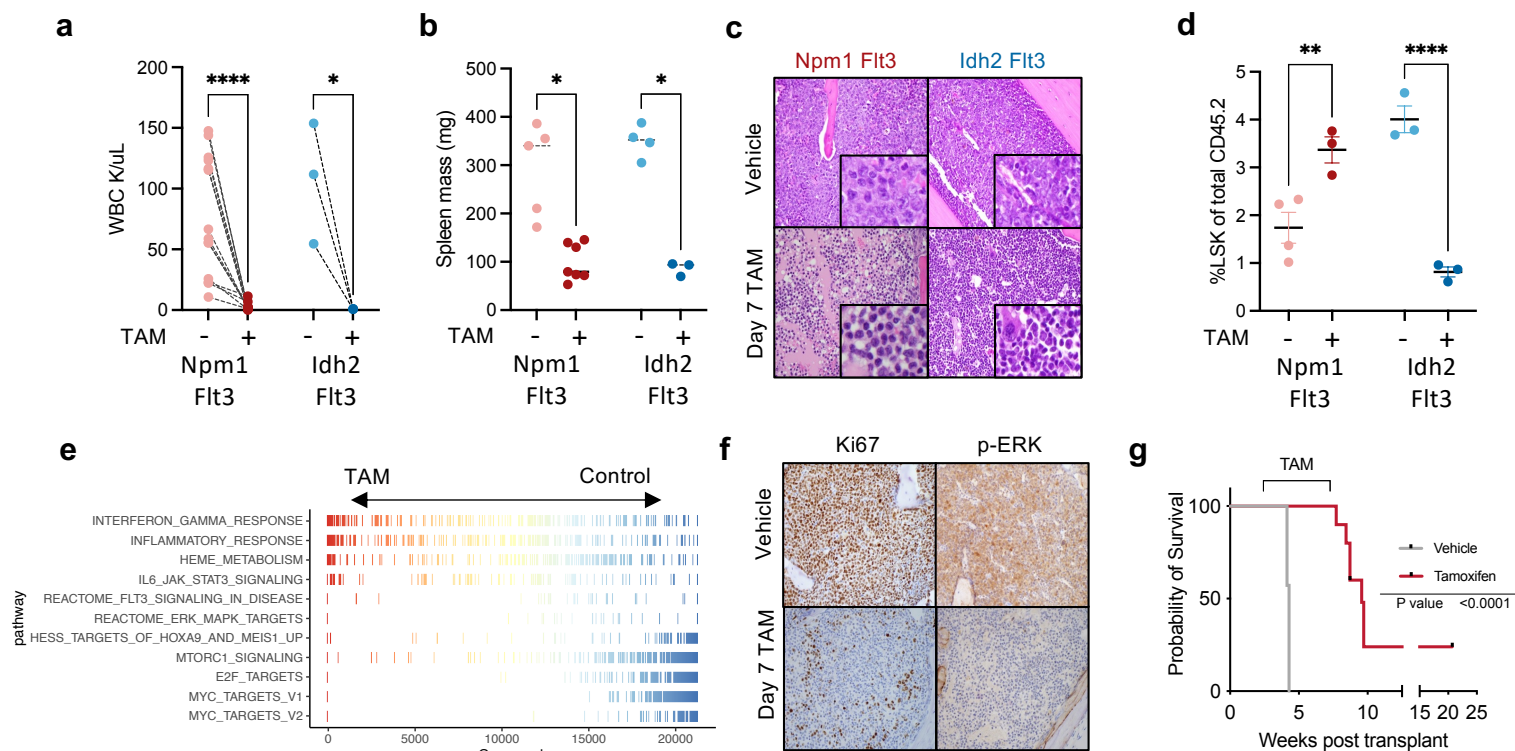 a
200
150
100
50
0
WBC K/uL
****
*
TAM
-
+
-
+
Npm1
Flt3
Idh2
Flt3
b
500
400
300
200
100
0
Spleen mass (mg)
*
*
TAM
-
+
-
+
Npm1
Flt3
Idh2
Flt3
c
Npm1 Flt3
Idh2 Flt3
Vehicle
Day 7 TAM
d
**
****
5
4
3
2
1
0
%LSK of total CD45.2
TAM
-
+
-
+
Npm1
Flt3
Idh2
Flt3
e
TAM
Control
INTERFERON_GAMMA_RESPONSE
INFLAMMATORY_RESPONSE
HEME_METABOLISM
IL6_JAK_STAT3_SIGNALING
REACTOME_FLT3_SIGNALING_IN_DISEASE
REACTOME_ERK_MAPK_TARGETS
HESS_TARGETS_OF_HOXA9_AND_MEIS1_UP
MTORC1_SIGNALING
E2F_TARGETS
MYC_TARGETS_V1
MYC_TARGETS_V2
pathway
0
5000
10000
15000
20000
f
Ki67
p-ERK
Vehicle
Day 7 TAM
g
TAM
100
50
0
Probability of Survival
Vehicle
Tamoxifen
P value <0.0001
0
5
10
15
20
25
Weeks post transplant